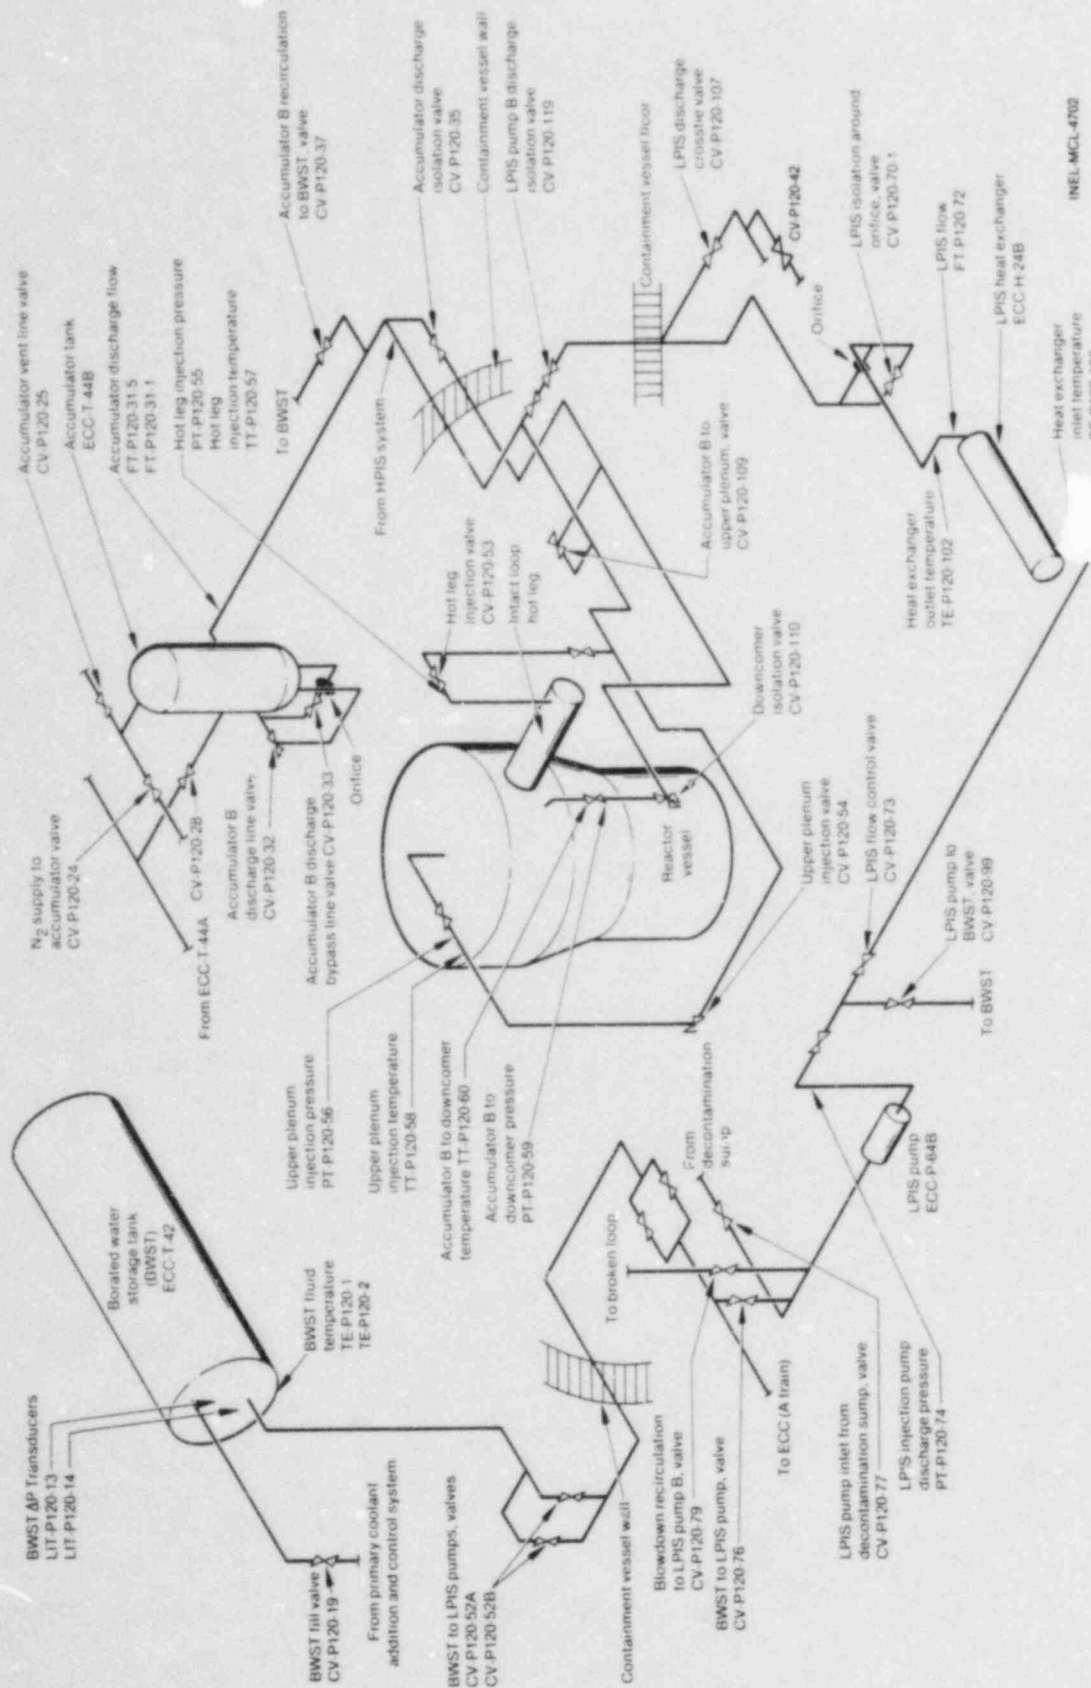 BWST ΔP Transducers
LIT-P120-13
LIT-P120-14
BWST fill valve
CV-P120-19
From primary coolant
addition and control system
Borated water
storage tank
(BWST)
ECC-T-42
BWST fluid
temperature
TE-P120-1
TE-P120-2
BWST to LPIS pumps, valves
CV-P120-52A
CV-P120-52B
Containment vessel wall
N2 supply to
accumulator valve
CV-P120-24
From ECC-T-44A
CV-P120-28
Accumulator B
discharge line valve
CV-P120-32
Accumulator B discharge
bypass line valve CV-P120-33
Orifice
Accumulator vent line valve
CV-P120-25
Accumulator tank
ECC-T-44B
Accumulator discharge flow
FT-P120-31-5
FT-P120-31-1
Hot leg injection pressure
PT-P120-55
Hot leg
injection temperature
TT-P120-57
To BWST
Accumulator B recirculation
to BWST valve
CV-P120-37
From HPIS system
Accumulator discharge
isolation valve
CV P120-35
Containment vessel wall
LPIS pump B discharge
isolation valve
CV P120-119
Containment vessel floor
LPIS discharge
crosstie valve
CV-P120-107
CV-P120-42
LPIS isolation around
orifice, valve
CV-P120-70-1
Orifice
LPIS flow
FT P120-72
LPIS heat exchanger
ECC-H-24B
Heat exchanger
inlet temperature
Heat exchanger
outlet temperature
TE-P120-102
Upper plenum
injection pressure
PT-P120-56
Upper plenum
injection temperature
TT-P120-58
Accumulator B to downcomer
temperature TT-P120-60
Accumulator B to
downcomer pressure
PT-P120-59
Hot leg
injection valve
CV-P120-53
Intact loop
hot leg
Accumulator B to
upper plenum, valve
CV-P120-109
Reactor
vessel
Downcomer
isolation valve
CV-P120-110
Upper plenum
injection valve
CV P120-54
LPIS flow control valve
CV-P120-73
LPIS pump to
BWST, valve
CV-P120-99
To BWST
To broken loop
From
decontamination
LPIS pump
ECC-P-64B
Blowdown recirculation
to LPIS pump B, valve
CV-P120-79
BWST to LPIS pump, valve
CV-P120-76
To ECC (A train)
LPIS pump inlet from
decontamination sump, valve
CV-P120-77
injection pump
discharge pressure
PT-P120-74
INEL-MCL-4702